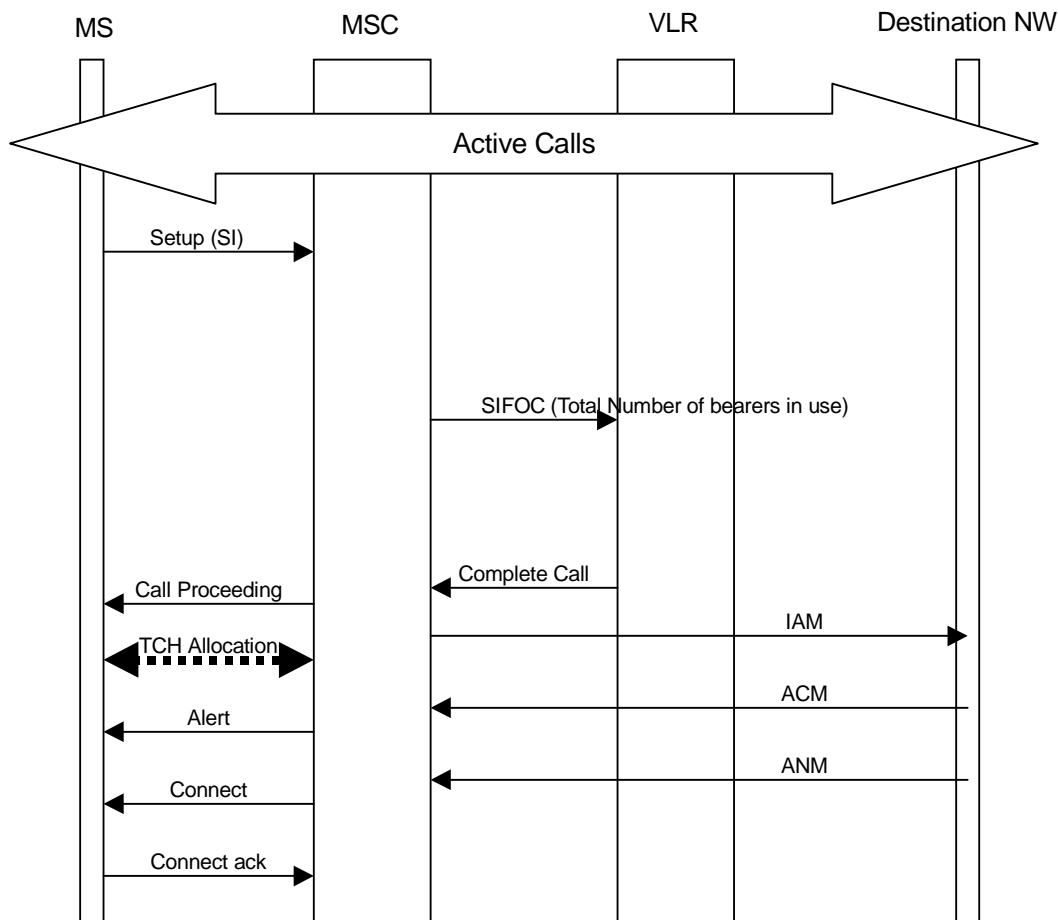 MS
MSC
VLR
Destination NW
Active Calls
Setup (SI)
SIFOC (Total Number of bearers in use)
Complete Call
Call Proceeding
IAM
TCH Allocation
ACM
Alert
ANM
Connect
Connect ack